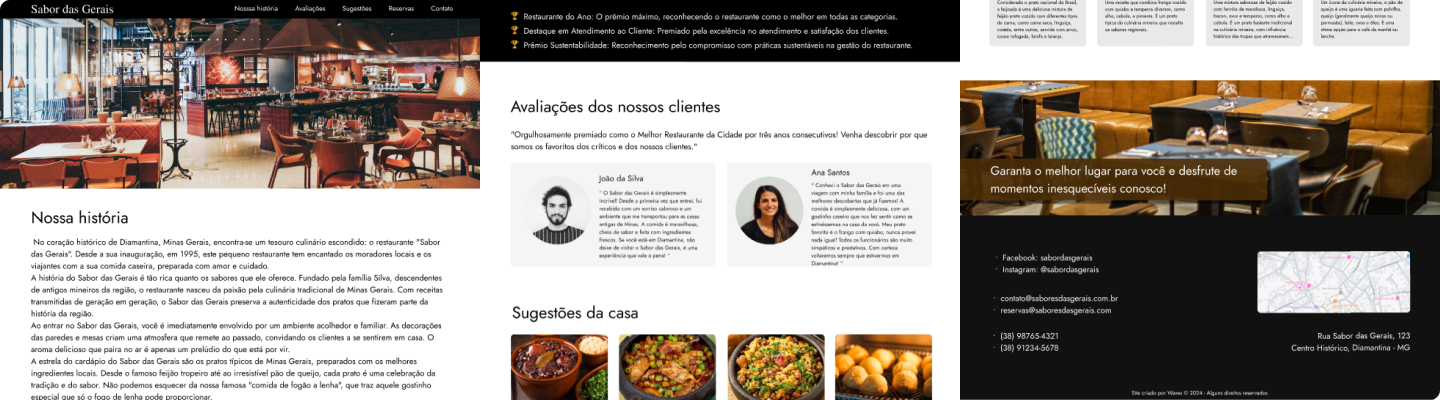 Sabor das Gerais
Nosssa história
Avaliações
Sugestões
Reservas
Contato
Nossa história
No coração histórico de Diamantina, Minas Gerais, encontra-se um tesouro culinário escondido: o restaurante "Sabor
das Gerais". Desde a sua inauguração, em 1995, este pequeno restaurante tem encantado os moradores locais e os
viajantes com a sua comida caseira, preparada com amor e cuidado.
A história do Sabor das Gerais é tão rica quanto os sabores que ele oferece. Fundado pela família Silva, descendentes
de antigos mineiros da região, o restaurante nasceu da paixão pela culinária tradicional de Minas Gerais. Com receitas
transmitidas de geração em geração, o Sabor das Gerais preserva a autenticidade dos pratos que fizeram parte da
história da região.
Ao entrar no Sabor das Gerais, você é imediatamente envolvido por um ambiente acolhedor e familiar. As decorações
das paredes e mesas criam uma atmosfera que remete ao passado, convidando os clientes a se sentirem em casa. O
aroma delicioso que paira no ar é apenas um prelúdio do que está por vir.
A estrela do cardápio do Sabor das Gerais são os pratos típicos de Minas Gerais, preparados com os melhores
ingredientes locais. Desde o famoso feijão tropeiro até ao irresistível pão de queijo, cada prato é uma celebração da
tradição e do sabor. Não podemos esquecer da nossa famosa "comida de fogão a lenha", que traz aquele gostinho
especial que só o fogo de lenha pode proporcionar.
Restaurante do Ano: O prêmio máximo, reconhecendo o restaurante como o melhor em todas as categorias.
Destaque em Atendimento ao Cliente: Premiado pela excelência no atendimento e satisfação dos clientes.
Prêmio Sustentabilidade: Reconhecimento pelo compromisso com práticas sustentáveis na gestão do restaurante.
Avaliações dos nossos clientes
"Orgulhosamente premiado como o Melhor Restaurante da Cidade por três anos consecutivos! Venha descobrir por que
somos os favoritos dos críticos e dos nossos clientes."
João da Silva
" O Sabor das Gerais é simplesmente
incrível! Desde a primeira vez que entrei, fui
recebido com um sorriso caloroso e um
ambiente que me transportou para as casas
antigas de Minas. A comida é maravilhosa,
cheia de sabor e feita com ingredientes
frescos. Se você está em Diamantina, não
deixe de visitar o Sabor das Gerais, é uma
experiência que vale a pena! "
Ana Santos
" Conheci o Sabor das Gerais em uma
viagem com minha família e foi uma das
melhores descobertas que já fizemos! A
comida é simplesmente deliciosa, com um
gostinho caseiro que nos fez sentir como se
estivéssemos na casa da vovó. Meu prato
favorito é o frango com quiabo, nunca provei
nada igual! Todos os funcionários são muito
simpáticos e prestativos. Com certeza
voltaremos sempre que estivermos em
Diamantina! "
Sugestões da casa
Considerado o prato nacional do Brasil,
a feijoada é uma deliciosa mistura de
feijão preto cozido com diferentes tipos
de carne, como carne seca, linguiça,
costela, entre outros, servida com arroz,
couve refogada, farofa e laranja.
Uma receita que combina frango cozido
com quiabo e temperos diversos, como
alho, cebola e pimenta. É um prato
típico da culinária mineira que ressalta
os sabores regionais.
Uma mistura saborosa de feijão cozido
com farinha de mandioca, linguiça,
bacon, ovos e temperos, como alho e
cebola. É um prato tradicional da
culinária mineira, com influência
histórica das tropas que atravessavam...
Um ícone da culinária mineira, o pão de
queijo é uma iguaria feita com polvilho,
queijo (geralmente queijo minas ou
parmesão), leite, ovos e óleo. É uma
ótima opção para o café da manhã ou
lanche.
Garanta o melhor lugar para você e desfrute de
momentos inesquecíveis conosco!
· Facebook: sabordasgerais
· Instagram: @sabordasgerais
· contato@saboresdasgerais.com.br
· reservas@saboresdasgerais.com
· (38) 98765-4321
· (38) 91234-5678
Rua Sabor das Gerais, 123
Centro Histórico, Diamantina - MG
Site criado por Wares © 2024 - Alguns direitos reservados